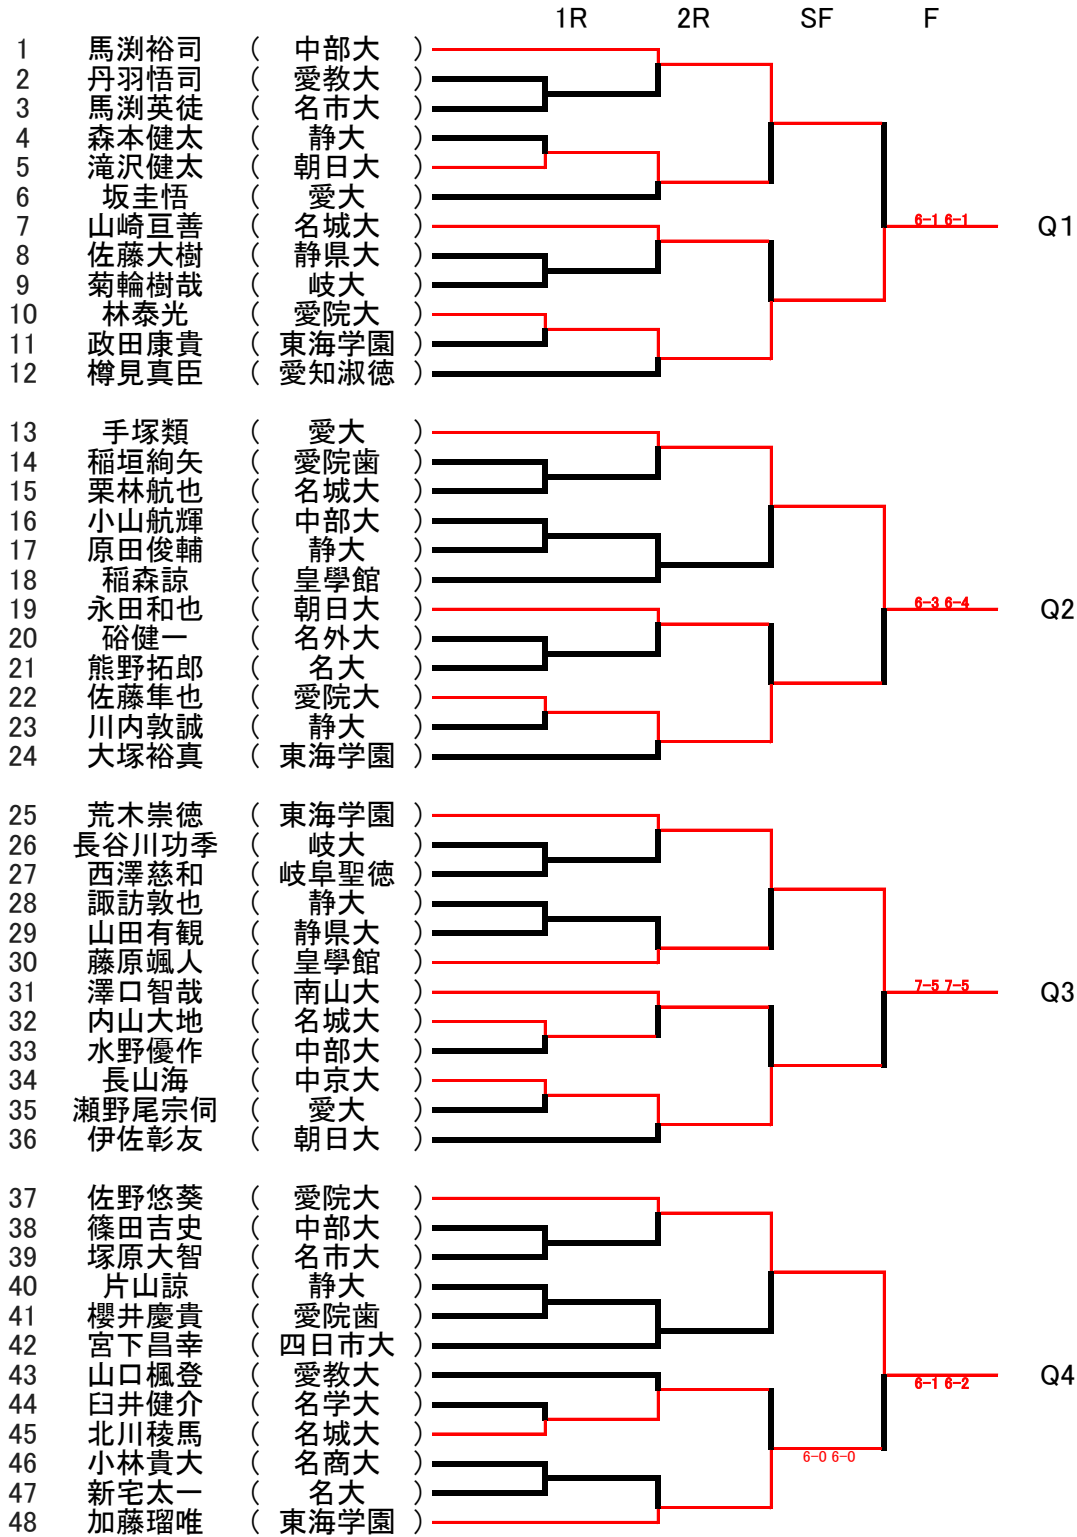 1R 2R SF F
1 馬渕裕司 ( 中部大 )
2 丹羽悟司 ( 愛教大 )
3 馬渕英徒 ( 名市大 )
4 森本健太 ( 静大 )
5 滝沢健太 ( 朝日大 )
6 坂圭悟 ( 愛大 )
7 山崎亘善 ( 名城大 ) 6-1 6-1 Q1
8 佐藤大樹 ( 静県大 )
9 菊輪樹哉 ( 岐大 )
10 林泰光 ( 愛院大 )
11 政田康貴 ( 東海学園 )
12 樽見真臣 ( 愛知淑徳 )
13 手塚類 ( 愛大 )
14 稲垣絢矢 ( 愛院歯 )
15 栗林航也 ( 名城大 )
16 小山航輝 ( 中部大 )
17 原田俊輔 ( 静大 )
18 稲森諒 ( 皇學館 )
19 永田和也 ( 朝日大 ) 6-3 6-4 Q2
20 硲健一 ( 名外大 )
21 熊野拓郎 ( 名大 )
22 佐藤隼也 ( 愛院大 )
23 川内敦誠 ( 静大 )
24 大塚裕真 ( 東海学園 )
25 荒木崇徳 ( 東海学園 )
26 長谷川功季 ( 岐大 )
27 西澤慈和 ( 岐阜聖徳 )
28 諏訪敦也 ( 静大 )
29 山田有観 ( 静県大 )
30 藤原颯人 ( 皇學館 )
31 澤口智哉 ( 南山大 ) 7-5 7-5 Q3
32 内山大地 ( 名城大 )
33 水野優作 ( 中部大 )
34 長山海 ( 中京大 )
35 瀬野尾宗伺 ( 愛大 )
36 伊佐彰友 ( 朝日大 )
37 佐野悠葵 ( 愛院大 )
38 篠田吉史 ( 中部大 )
39 塚原大智 ( 名市大 )
40 片山諒 ( 静大 )
41 櫻井慶貴 ( 愛院歯 )
42 宮下昌幸 ( 四日市大 )
43 山口楓登 ( 愛教大 ) 6-1 6-2 Q4
44 臼井健介 ( 名学大 )
45 北川稜馬 ( 名城大 )
46 小林貴大 ( 名商大 ) 6-0 6-0
47 新宅太一 ( 名大 )
48 加藤瑠唯 ( 東海学園 )